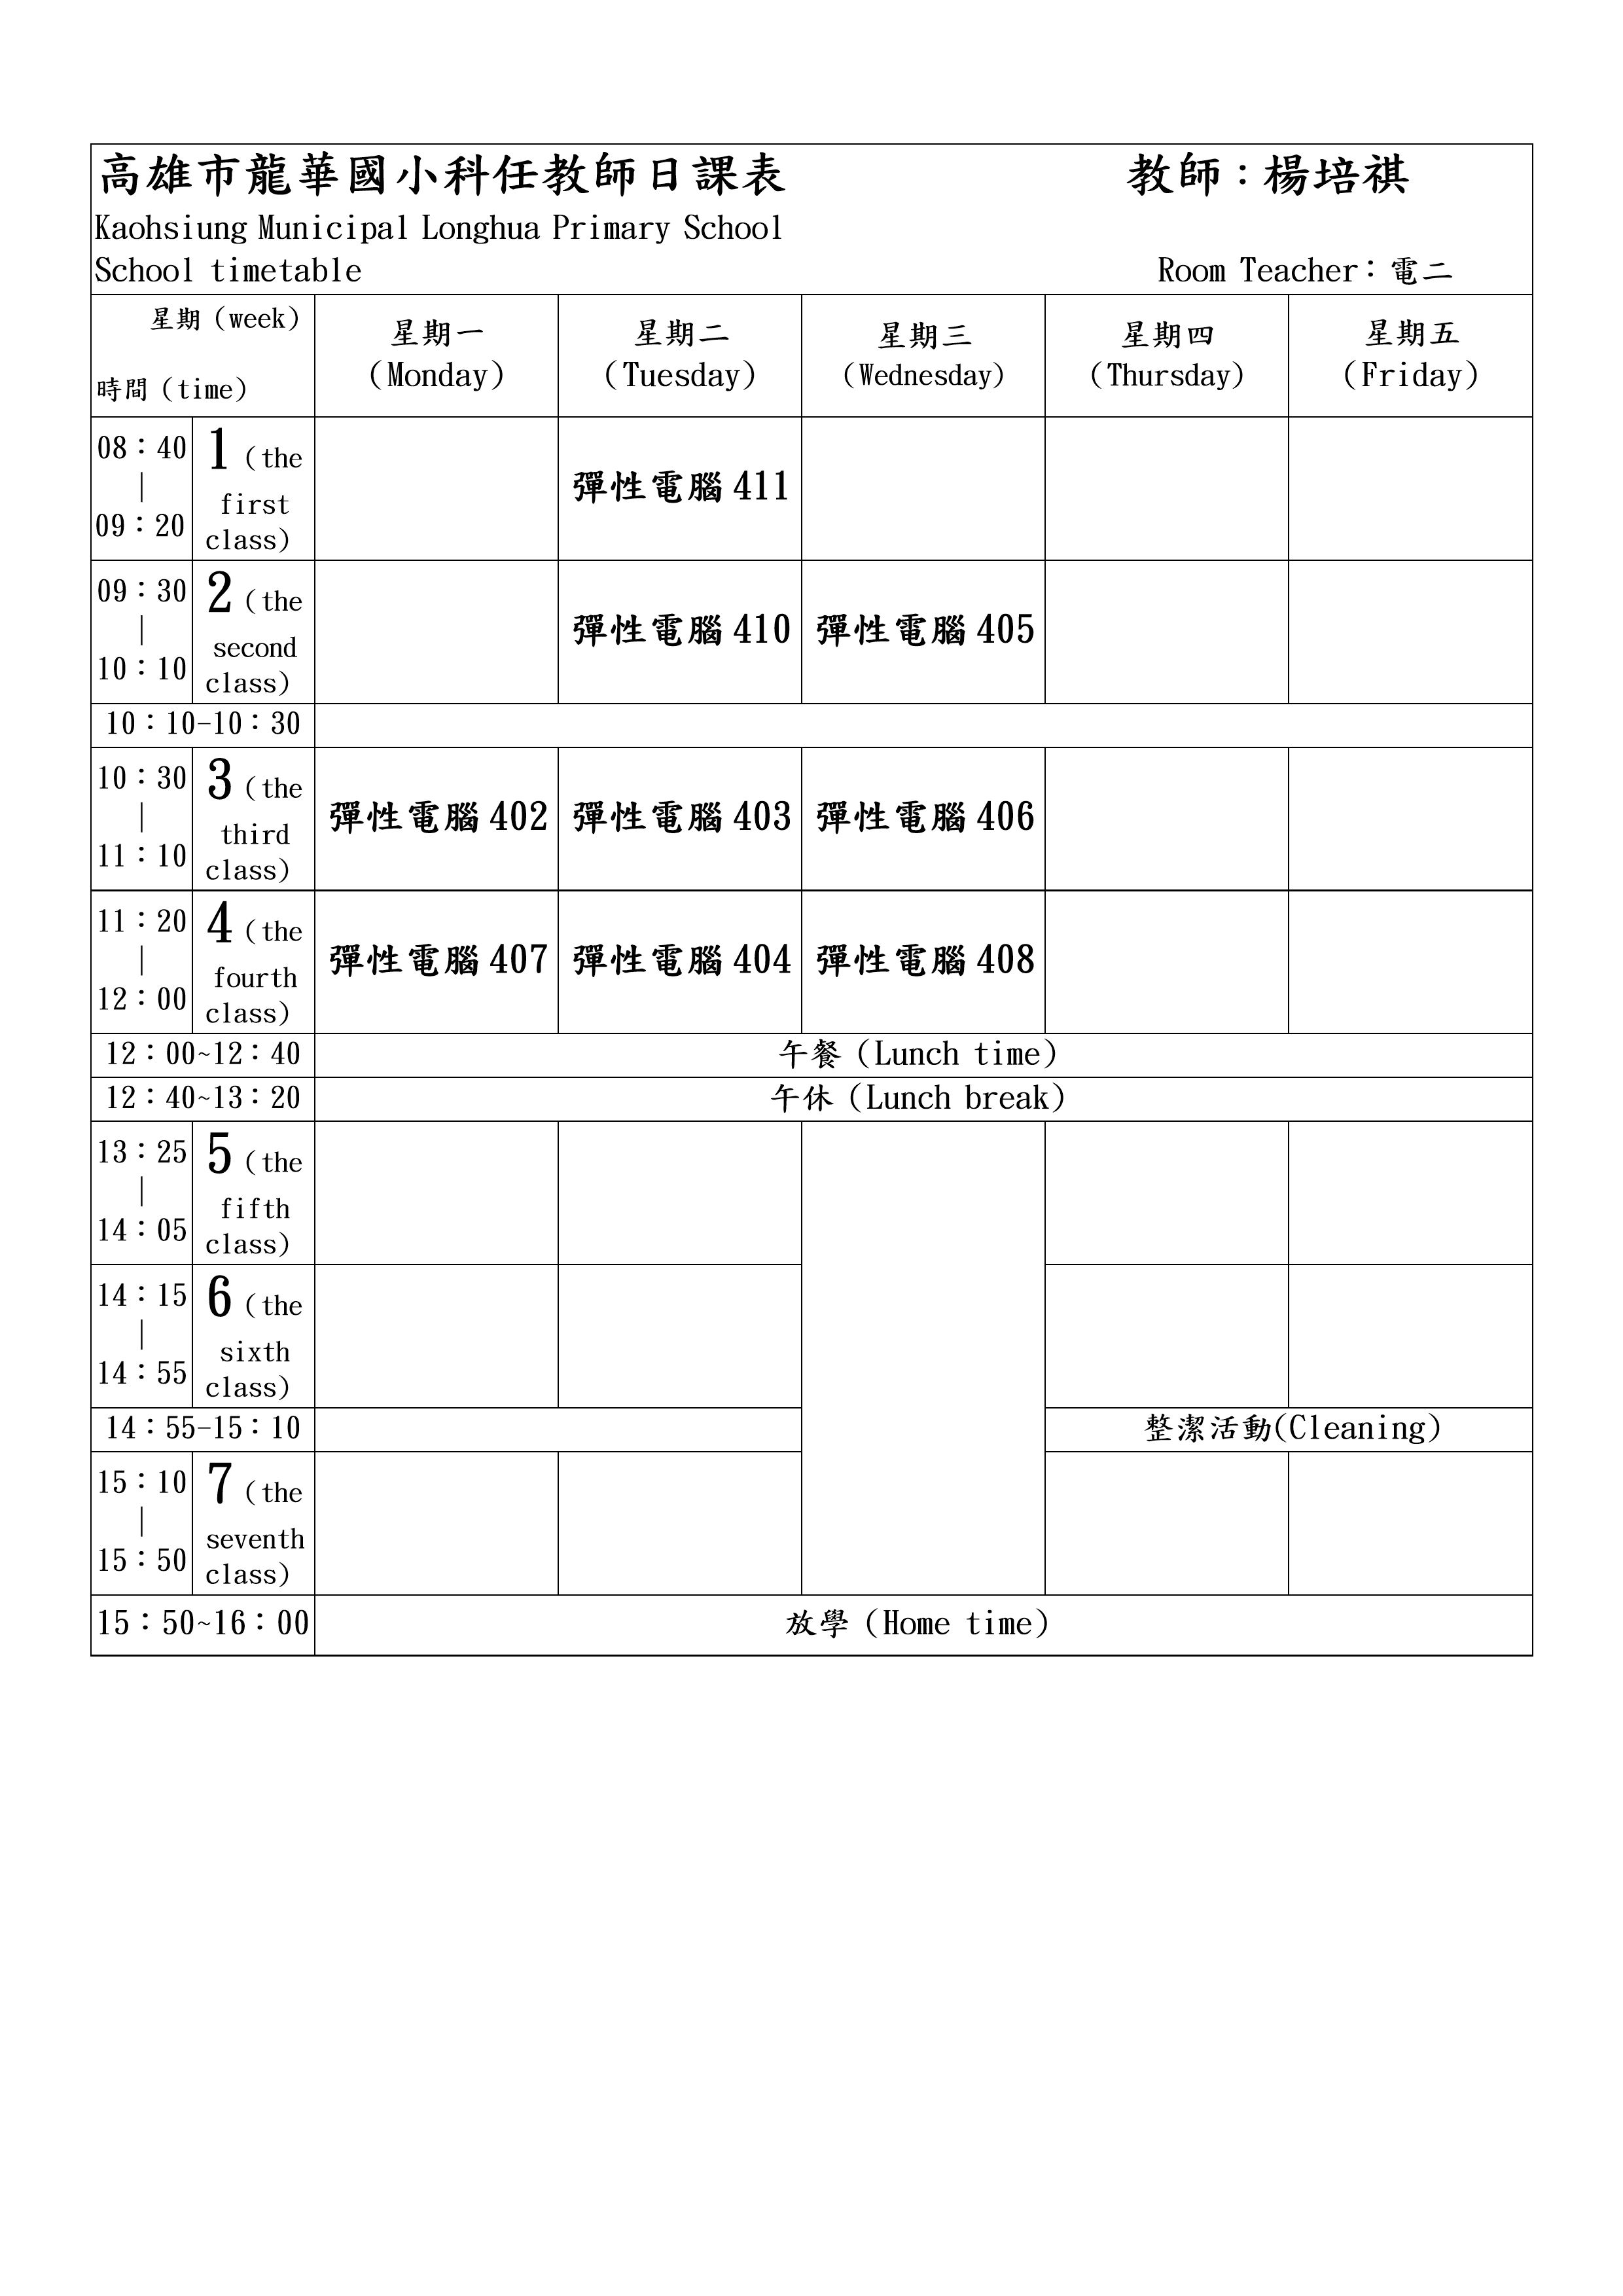 高雄市龍華國小科任教師日課表 教師：楊培祺
Kaohsiung Municipal Longhua Primary School
School timetable Room Teacher：電二
星期（week）
時間（time）
星期一
（Monday）
星期二
（Tuesday）
星期三
（Wednesday）
星期四
（Thursday）
星期五
（Friday）
08：40
｜
09：20
1（the
first
class）
彈性電腦 411
09：30
｜
10：10
2（the
second
class）
彈性電腦 410
彈性電腦 405
10：10-10：30
10：30
｜
11：10
3（the
third
class）
彈性電腦 402
彈性電腦 403
彈性電腦 406
11：20
｜
12：00
4（the
fourth
class）
彈性電腦 407
彈性電腦 404
彈性電腦 408
12：00~12：40
午餐（Lunch time）
12：40~13：20
午休（Lunch break）
13：25
｜
14：05
5（the
fifth
class）
14：15
｜
14：55
6（the
sixth
class）
14：55-15：10
整潔活動(Cleaning)
15：10
｜
15：50
7（the
seventh
class）
15：50~16：00
放學（Home time）